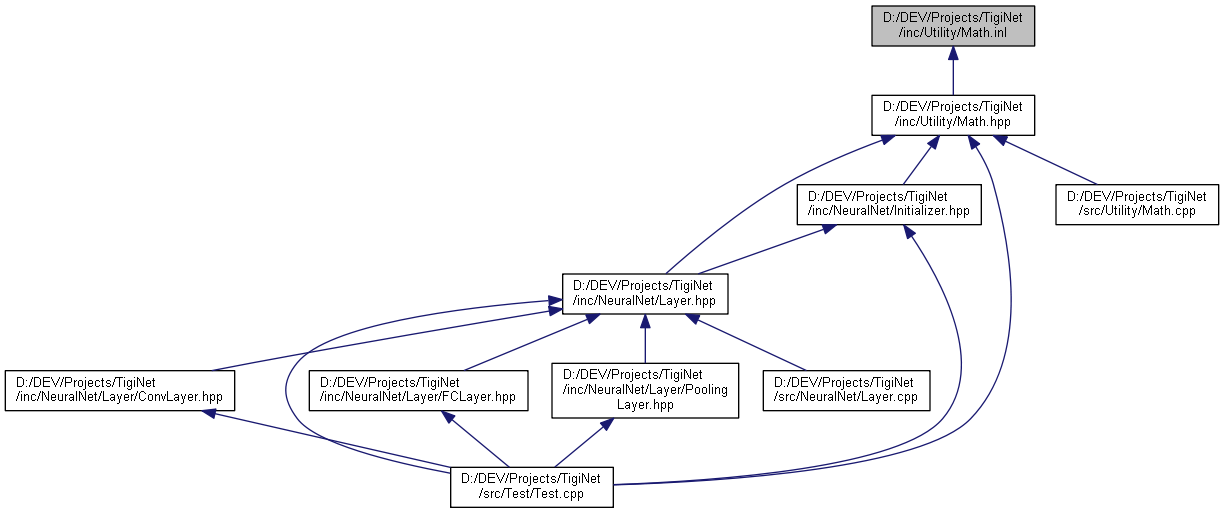 D:/DEV/Projects/TigiNet
/inc/Utility/Math.inl
D:/DEV/Projects/TigiNet
/inc/Utility/Math.hpp
D:/DEV/Projects/TigiNet
/inc/NeuralNet/Initializer.hpp
D:/DEV/Projects/TigiNet
/src/Utility/Math.cpp
D:/DEV/Projects/TigiNet
/inc/NeuralNet/Layer.hpp
D:/DEV/Projects/TigiNet
/inc/NeuralNet/Layer/ConvLayer.hpp
D:/DEV/Projects/TigiNet
/inc/NeuralNet/Layer/FCLayer.hpp
D:/DEV/Projects/TigiNet
/inc/NeuralNet/Layer/Pooling
Layer.hpp
D:/DEV/Projects/TigiNet
/src/NeuralNet/Layer.cpp
D:/DEV/Projects/TigiNet
/src/Test/Test.cpp